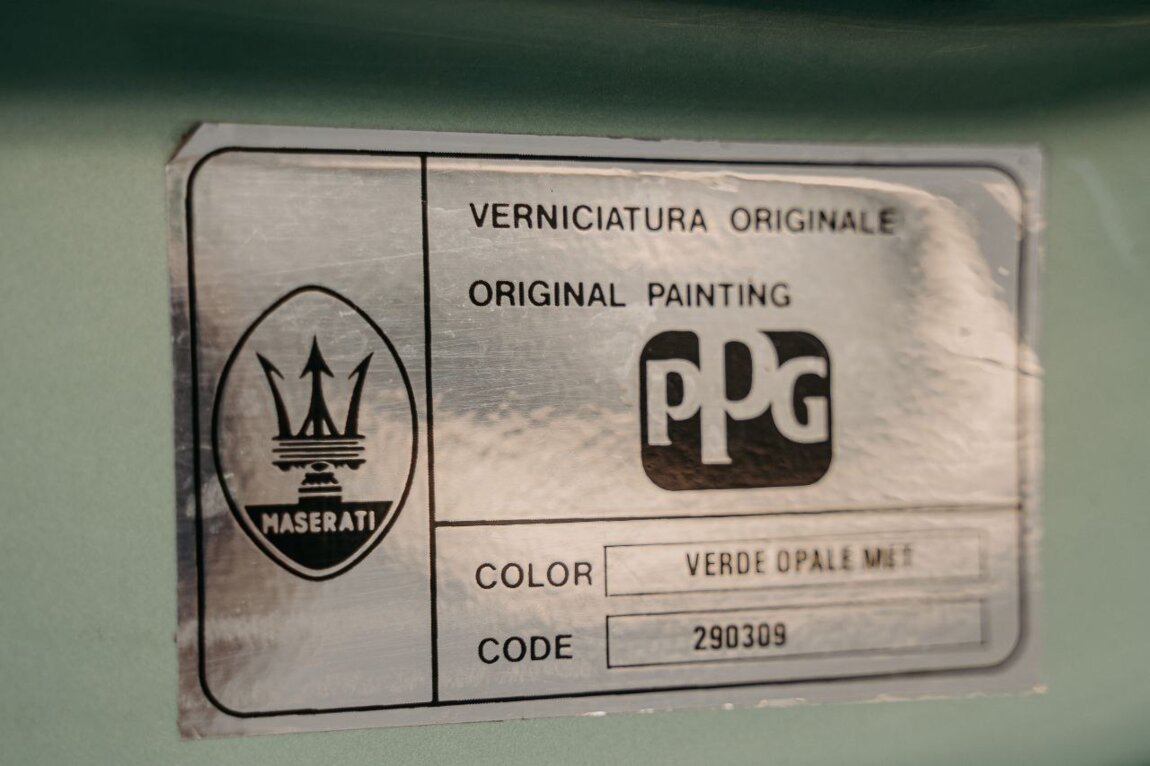 VERNICIATURA ORIGINALE
ORIGINAL PAINTING
PPG
MASERATI
COLOR VERDE OPALE MET
CODE 290309